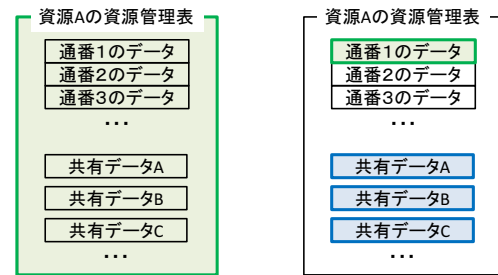 資源Aの資源管理表
通番1のデータ
通番2のデータ
通番3のデータ
...
共有データA
共有データB
共有データC
...
資源Aの資源管理表
通番1のデータ
通番2のデータ
通番3のデータ
...
共有データA
共有データB
共有データC
...